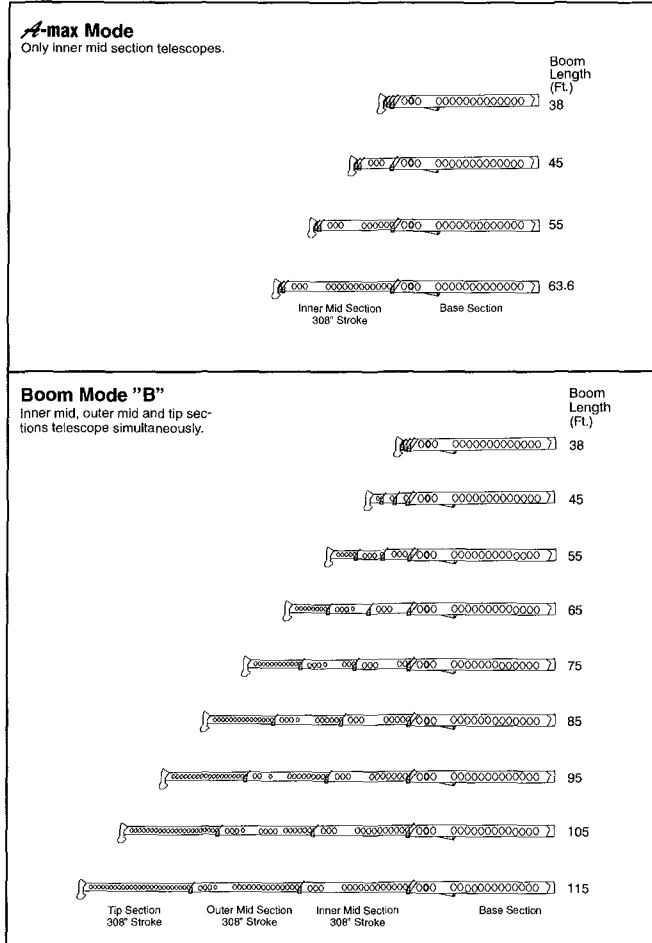 A-max Mode
Only inner mid section telescopes.
Boom
Length
(Ft.)
38
45
55
63.6
Inner Mid Section
308" Stroke
Base Section
Boom Mode "B"
Inner mid, outer mid and tip sec-
tions telescope simultaneously.
Boom
Length
(Ft.)
38
45
55
65
75
85
95
105
115
Tip Section
308" Stroke
Outer Mid Section
308" Stroke
Inner Mid Section
308" Stroke
Base Section